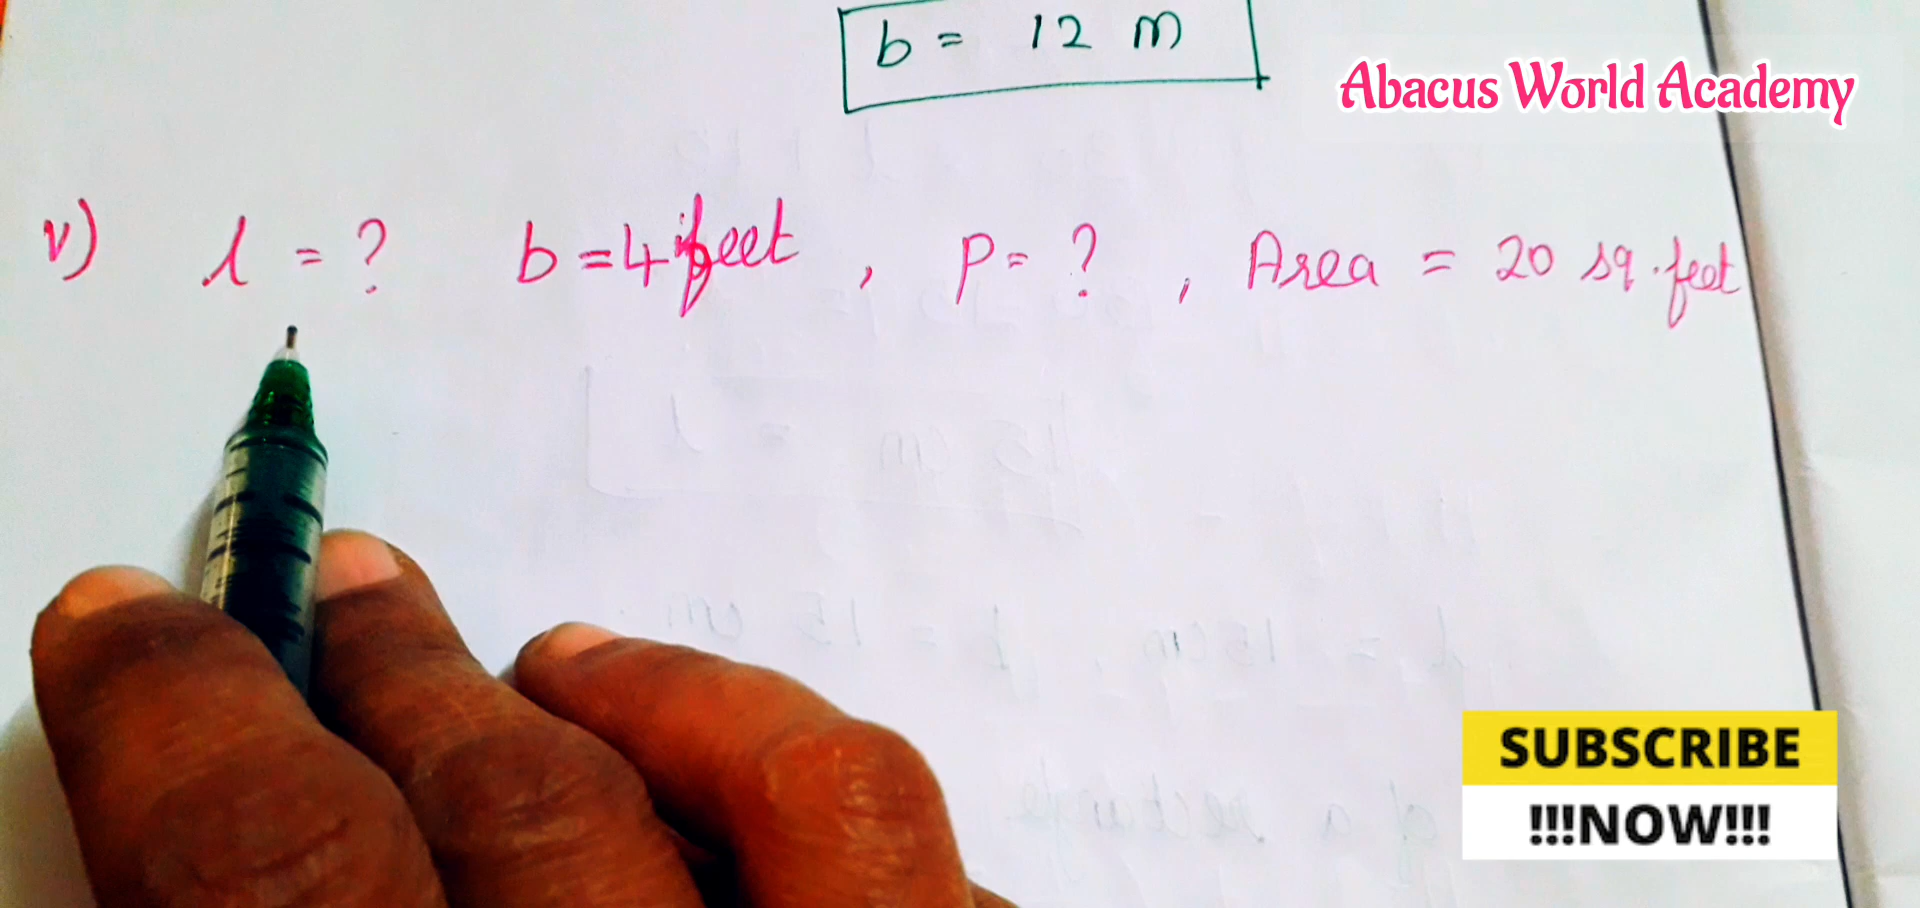 b = 12 m
Abacus World Academy
v) l = ? b = 4 feet , P = ? , Area = 20 sq. feet
SUBSCRIBE
!!!NOW!!!